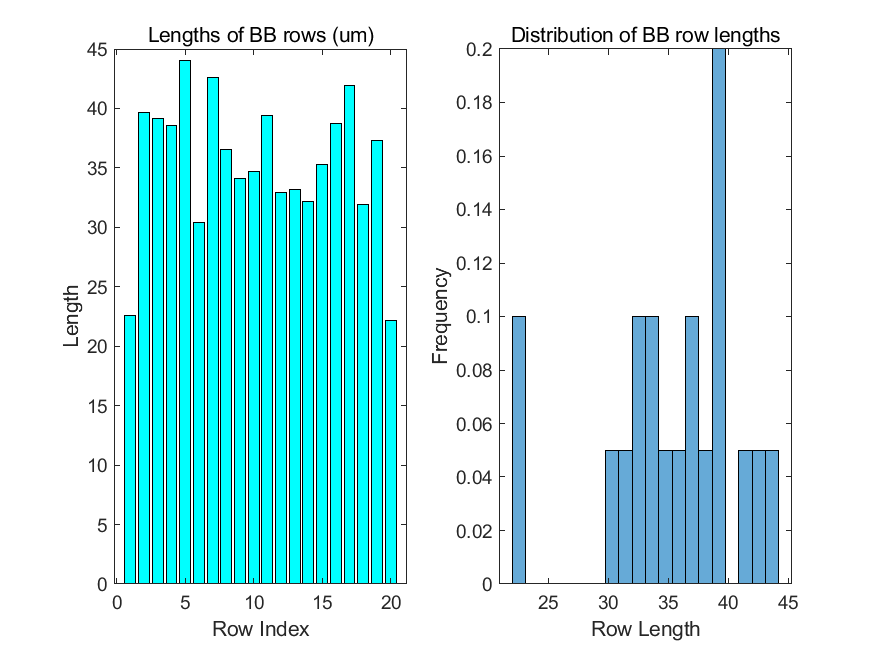 Lengths of BB rows (um)
45
40
35
30
25
20
15
10
5
0
Length
0 5 10 15 20
Row Index
Distribution of BB row lengths
0.2
0.18
0.16
0.14
0.12
0.1
0.08
0.06
0.04
0.02
0
Frequency
25 30 35 40 45
Row Length